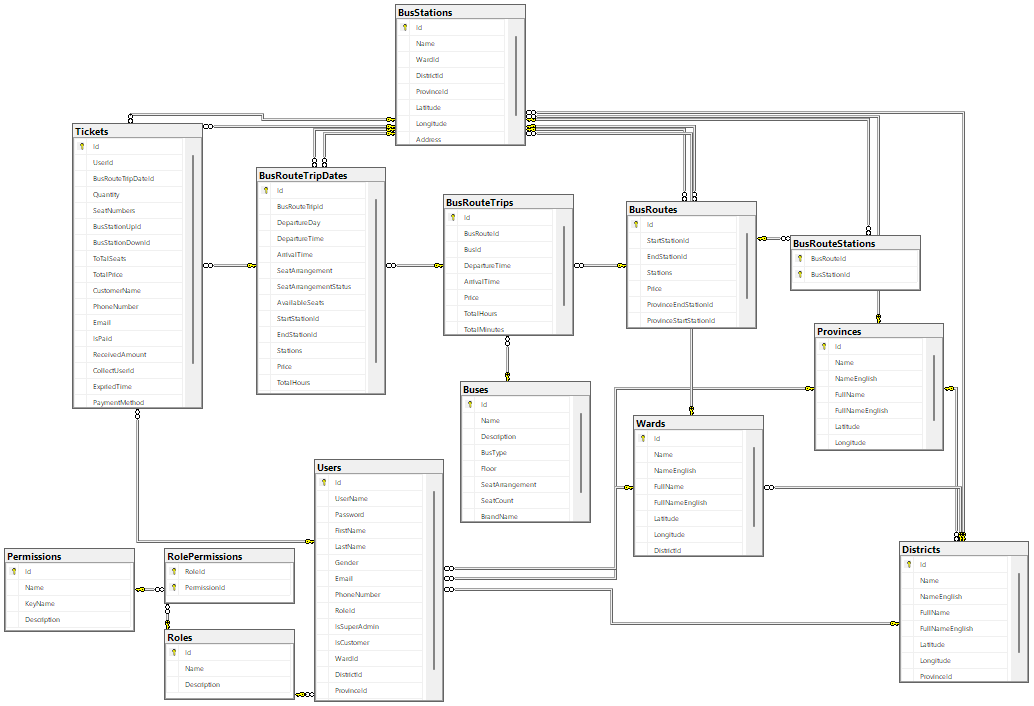 BusStations
Id
Name
WardId
DistrictId
ProvinceId
Latitude
Longitude
Address
Tickets
Id
UserId
BusRouteTripDateId
Quantity
SeatNumbers
BusStationUpId
BusStationDownId
ToTalSeats
TotalPrice
CustomerName
PhoneNumber
Email
IsPaid
ReceivedAmount
CollectUserId
ExpriedTime
PaymentMethod
BusRouteTripDates
Id
BusRouteTripId
DepartureDay
DepartureTime
ArrivalTime
SeatArrangement
SeatArrangementStatus
AvailableSeats
StartStationId
EndStationId
Stations
Price
TotalHours
BusRouteTrips
Id
BusRouteId
BusId
DepartureTime
ArrivalTime
Price
TotalHours
TotalMinutes
BusRoutes
Id
StartStationId
EndStationId
Stations
Price
ProvinceEndStationId
ProvinceStartStationId
BusRouteStations
BusRouteId
BusStationId
Provinces
Id
Name
NameEnglish
FullName
FullNameEnglish
Latitude
Longitude
Buses
Id
Name
Description
BusType
Floor
SeatArrangement
SeatCount
BrandName
Wards
Id
Name
NameEnglish
FullName
FullNameEnglish
Latitude
Longitude
DistrictId
Users
Id
UserName
Password
FirstName
LastName
Gender
Email
PhoneNumber
RoleId
IsSuperAdmin
IsCustomer
WardId
DistrictId
ProvinceId
Permissions
Id
Name
KeyName
Description
RolePermissions
RoleId
PermissionId
Roles
Id
Name
Description
Districts
Id
Name
NameEnglish
FullName
FullNameEnglish
Latitude
Longitude
ProvinceId